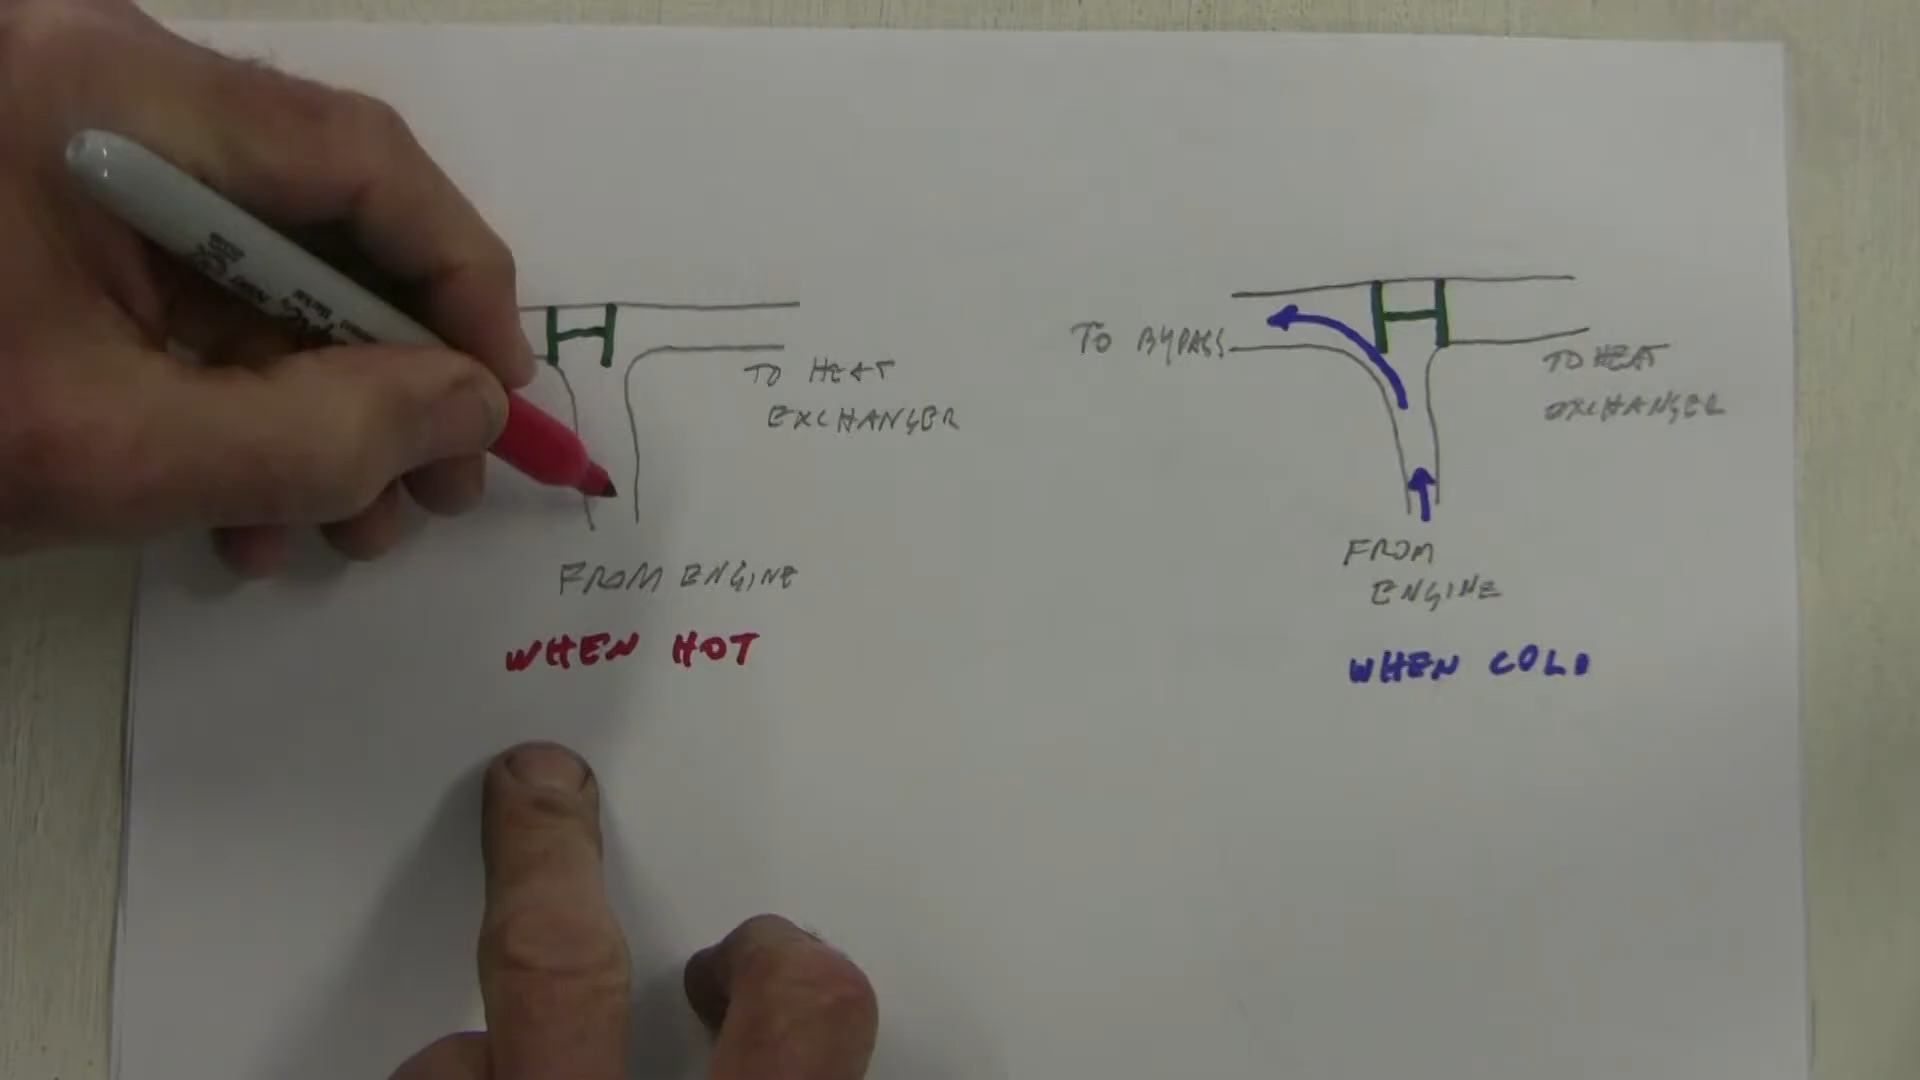 TO HEAT
EXCHANGER
FROM ENGINE
WHEN HOT
TO BYPASS
TO HEAT
EXCHANGER
FROM
ENGINE
WHEN COLD